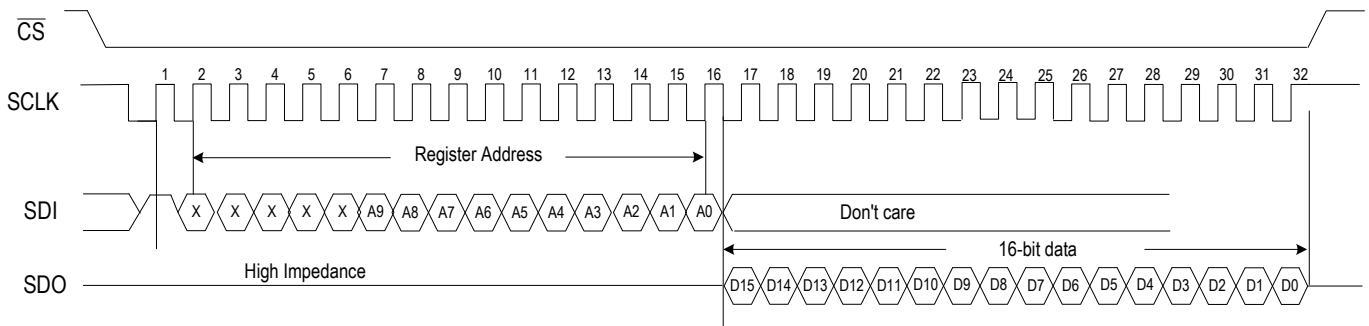 CS
1 2 3 4 5 6 7 8 9 10 11 12 13 14 15 16 17 18 19 20 21 22 23 24 25 26 27 28 29 30 31 32
SCLK
Register Address
SDI X X X X X A9 A8 A7 A6 A5 A4 A3 A2 A1 A0 Don't care
High Impedance 16-bit data
SDO D15 D14 D13 D12 D11 D10 D9 D8 D7 D6 D5 D4 D3 D2 D1 D0